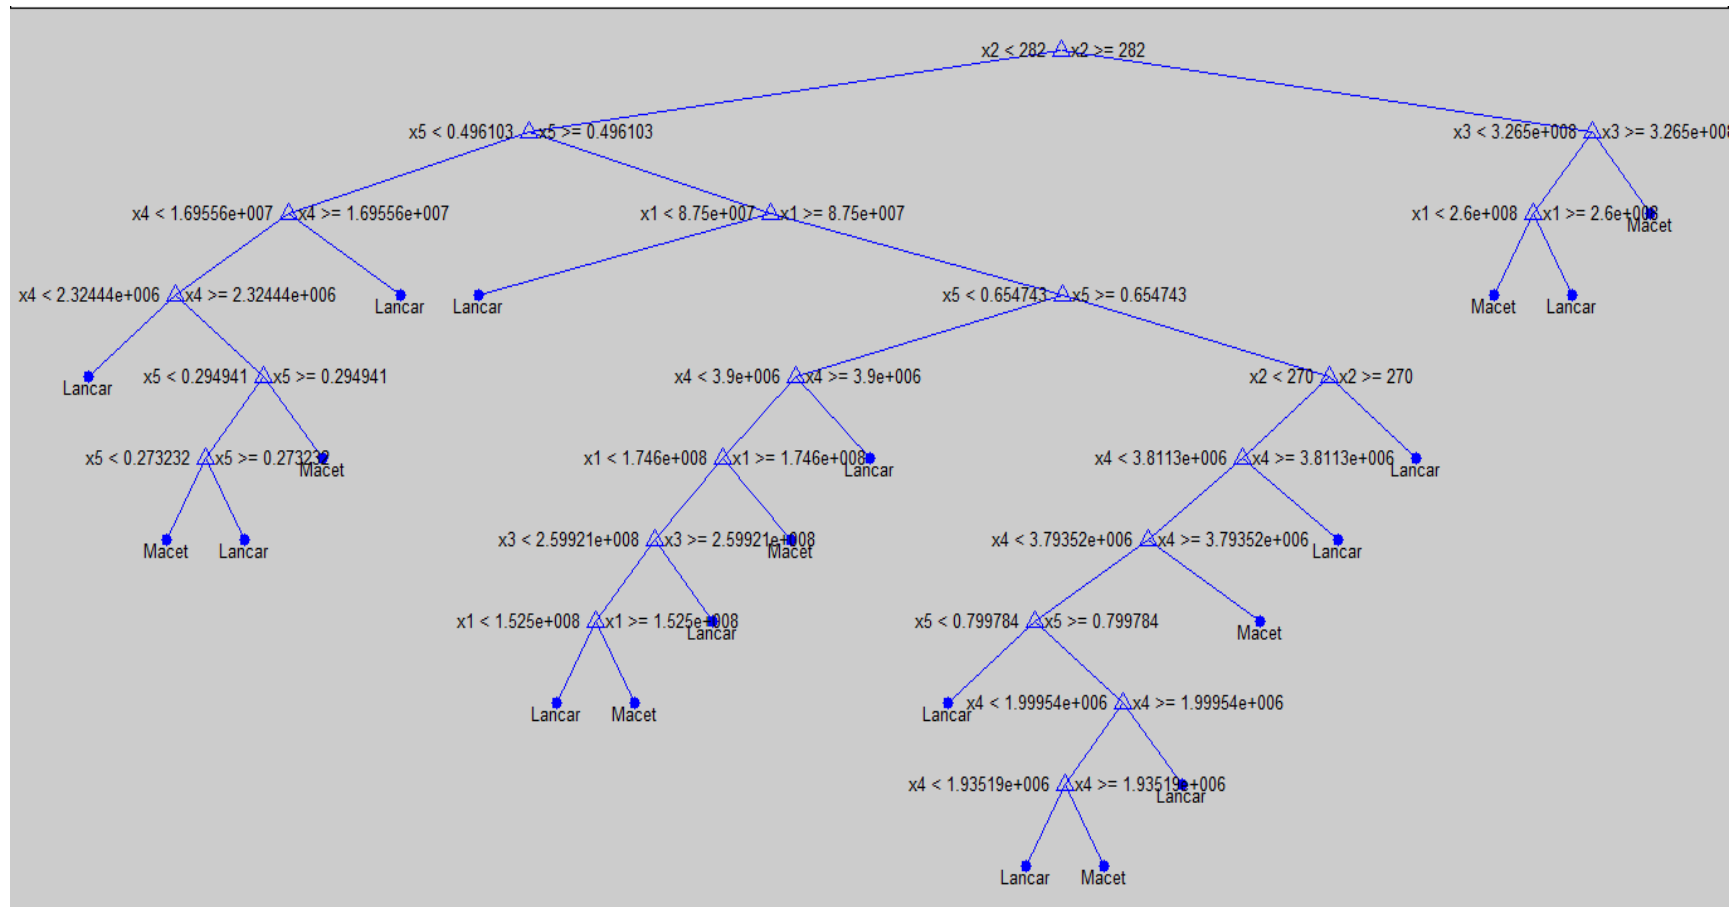 x2 < 282 x2 >= 282
x5 < 0.496103 x5 >= 0.496103
x3 < 3.265e+008 x3 >= 3.265e+008
x4 < 1.69556e+007 x4 >= 1.69556e+007
x1 < 8.75e+007 x1 >= 8.75e+007
x1 < 2.6e+008 x1 >= 2.6e+008
Macet
x4 < 2.32444e+006 x4 >= 2.32444e+006
Lancar
Lancar
x5 < 0.654743 x5 >= 0.654743
Macet
Lancar
Lancar
x5 < 0.294941 x5 >= 0.294941
x4 < 3.9e+006 x4 >= 3.9e+006
x2 < 270 x2 >= 270
x5 < 0.273232 x5 >= 0.273232
Macet
x1 < 1.746e+008 x1 >= 1.746e+008
Lancar
x4 < 3.8113e+006 x4 >= 3.8113e+006
Lancar
Macet
Lancar
x3 < 2.59921e+008 x3 >= 2.59921e+008
Macet
x4 < 3.79352e+006 x4 >= 3.79352e+006
Lancar
x1 < 1.525e+008 x1 >= 1.525e+008
Lancar
x5 < 0.799784 x5 >= 0.799784
Macet
Lancar
Macet
Lancar
x4 < 1.99954e+006 x4 >= 1.99954e+006
x4 < 1.93519e+006 x4 >= 1.93519e+006
Lancar
Lancar
Macet